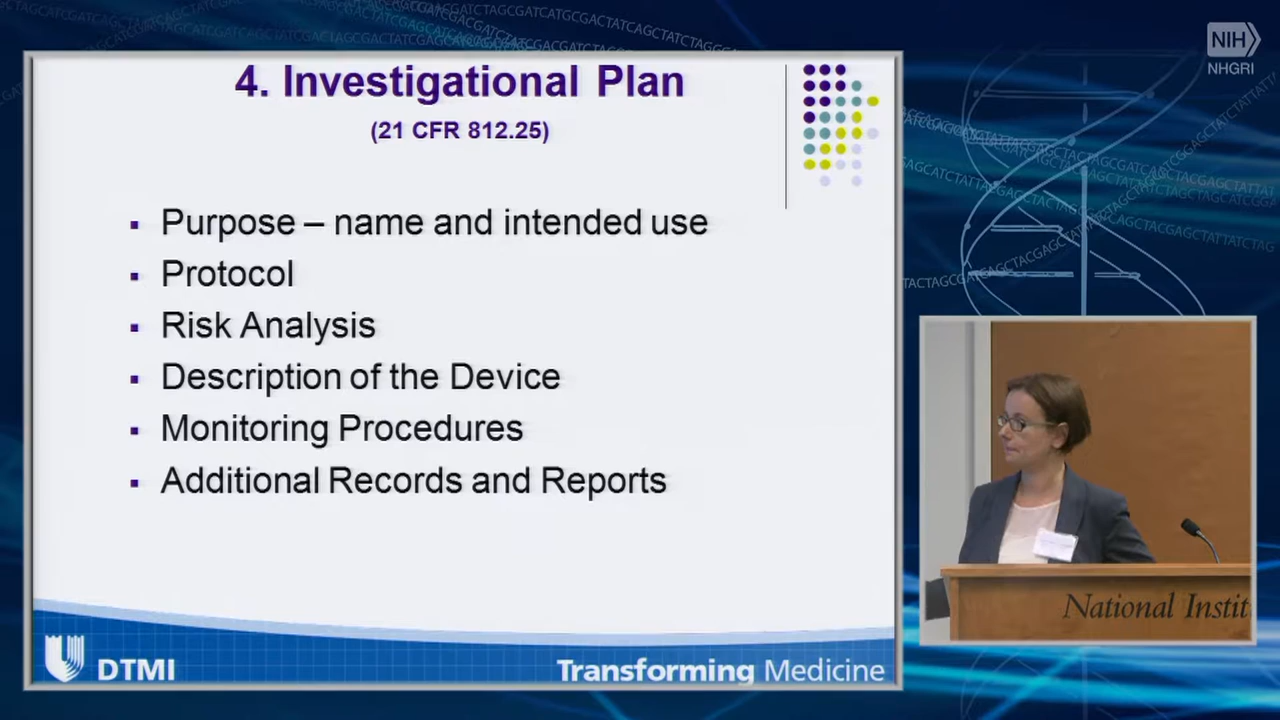 NIH
NHGRI
4. Investigational Plan
(21 CFR 812.25)
▪ Purpose – name and intended use
▪ Protocol
▪ Risk Analysis
▪ Description of the Device
▪ Monitoring Procedures
▪ Additional Records and Reports
DTMI
Transforming Medicine
National Instit